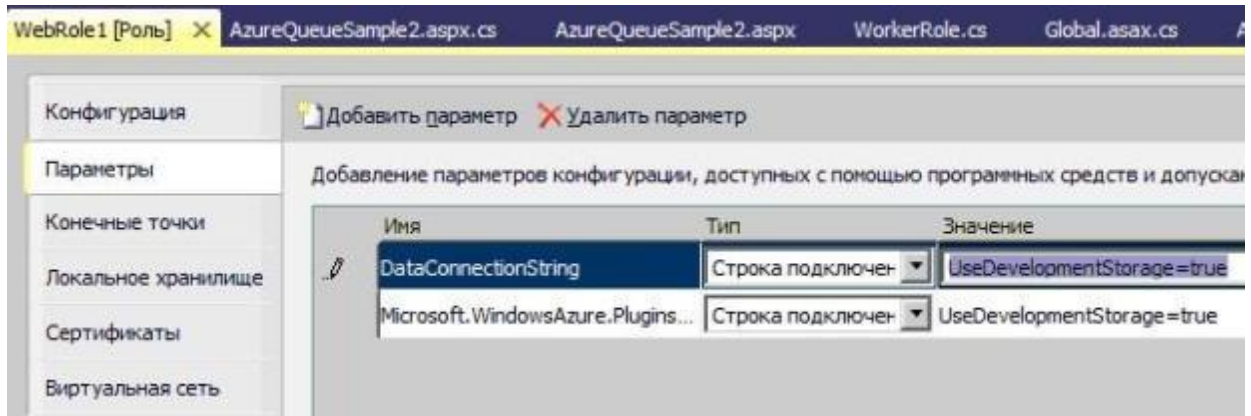 WebRole1 [Роль] AzureQueueSample2.aspx.cs AzureQueueSample2.aspx WorkerRole.cs Global.asax.cs
Конфигурация
Параметры
Конечные точки
Локальное хранилище
Сертификаты
Виртуальная сеть
Добавить параметр Удалить параметр
Добавление параметров конфигурации, доступных с помощью программных средств и допускан
Имя Тип Значение
DataConnectionString Строка подключен UseDevelopmentStorage=true
Microsoft.WindowsAzure.Plugins... Строка подключен UseDevelopmentStorage=true